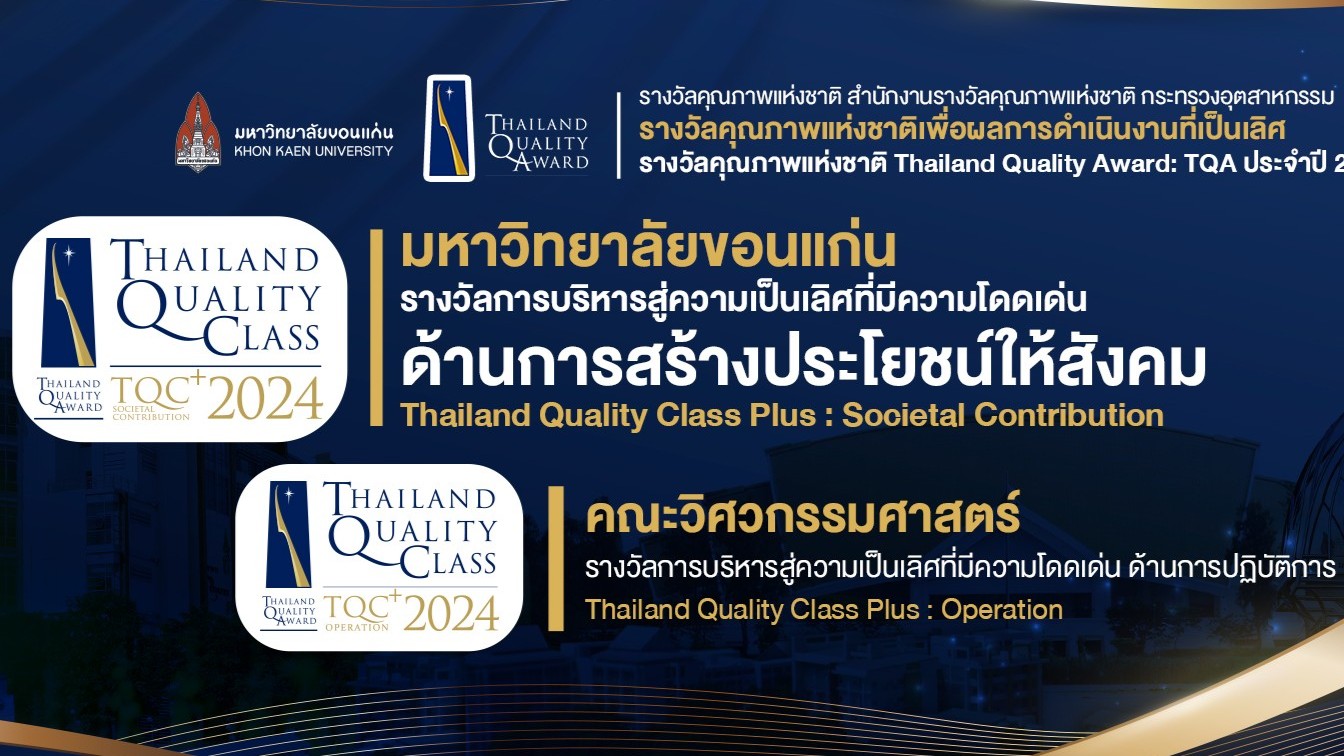 มหาวิทยาลัยขอนแก่น
KHON KAEN UNIVERSITY
THAILAND
QUALITY
AWARD
รางวัลคุณภาพแห่งชาติ สำนักงานรางวัลคุณภาพแห่งชาติ กระทรวงอุตสาหกรรม
รางวัลคุณภาพแห่งชาติเพื่อผลการดำเนินงานที่เป็นเลิศ
รางวัลคุณภาพแห่งชาติ Thailand Quality Award: TQA ประจำปี 2
THAILAND
QUALITY
CLASS
THAILAND
QUALITY
AWARD
TQC+ 2024
SOCIETAL
CONTRIBUTION
มหาวิทยาลัยขอนแก่น
รางวัลการบริหารสู่ความเป็นเลิศที่มีความโดดเด่น
ด้านการสร้างประโยชน์ให้สังคม
Thailand Quality Class Plus : Societal Contribution
THAILAND
QUALITY
CLASS
THAILAND
QUALITY
AWARD
TQC+ 2024
OPERATION
คณะวิศวกรรมศาสตร์
รางวัลการบริหารสู่ความเป็นเลิศที่มีความโดดเด่น ด้านการปฏิบัติการ
Thailand Quality Class Plus : Operation